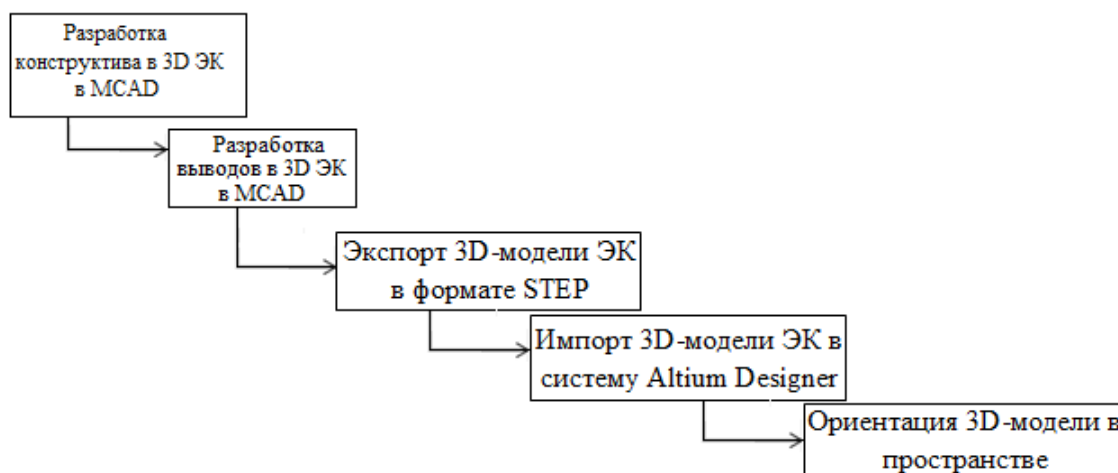 Разработка
конструктива в 3D ЭК
в MCAD
Разработка
выводов в 3D ЭК
в MCAD
Экспорт 3D-модели ЭК
в формате STEP
Импорт 3D-модели ЭК в
систему Altium Designer
Ориентация 3D-модели в
пространстве